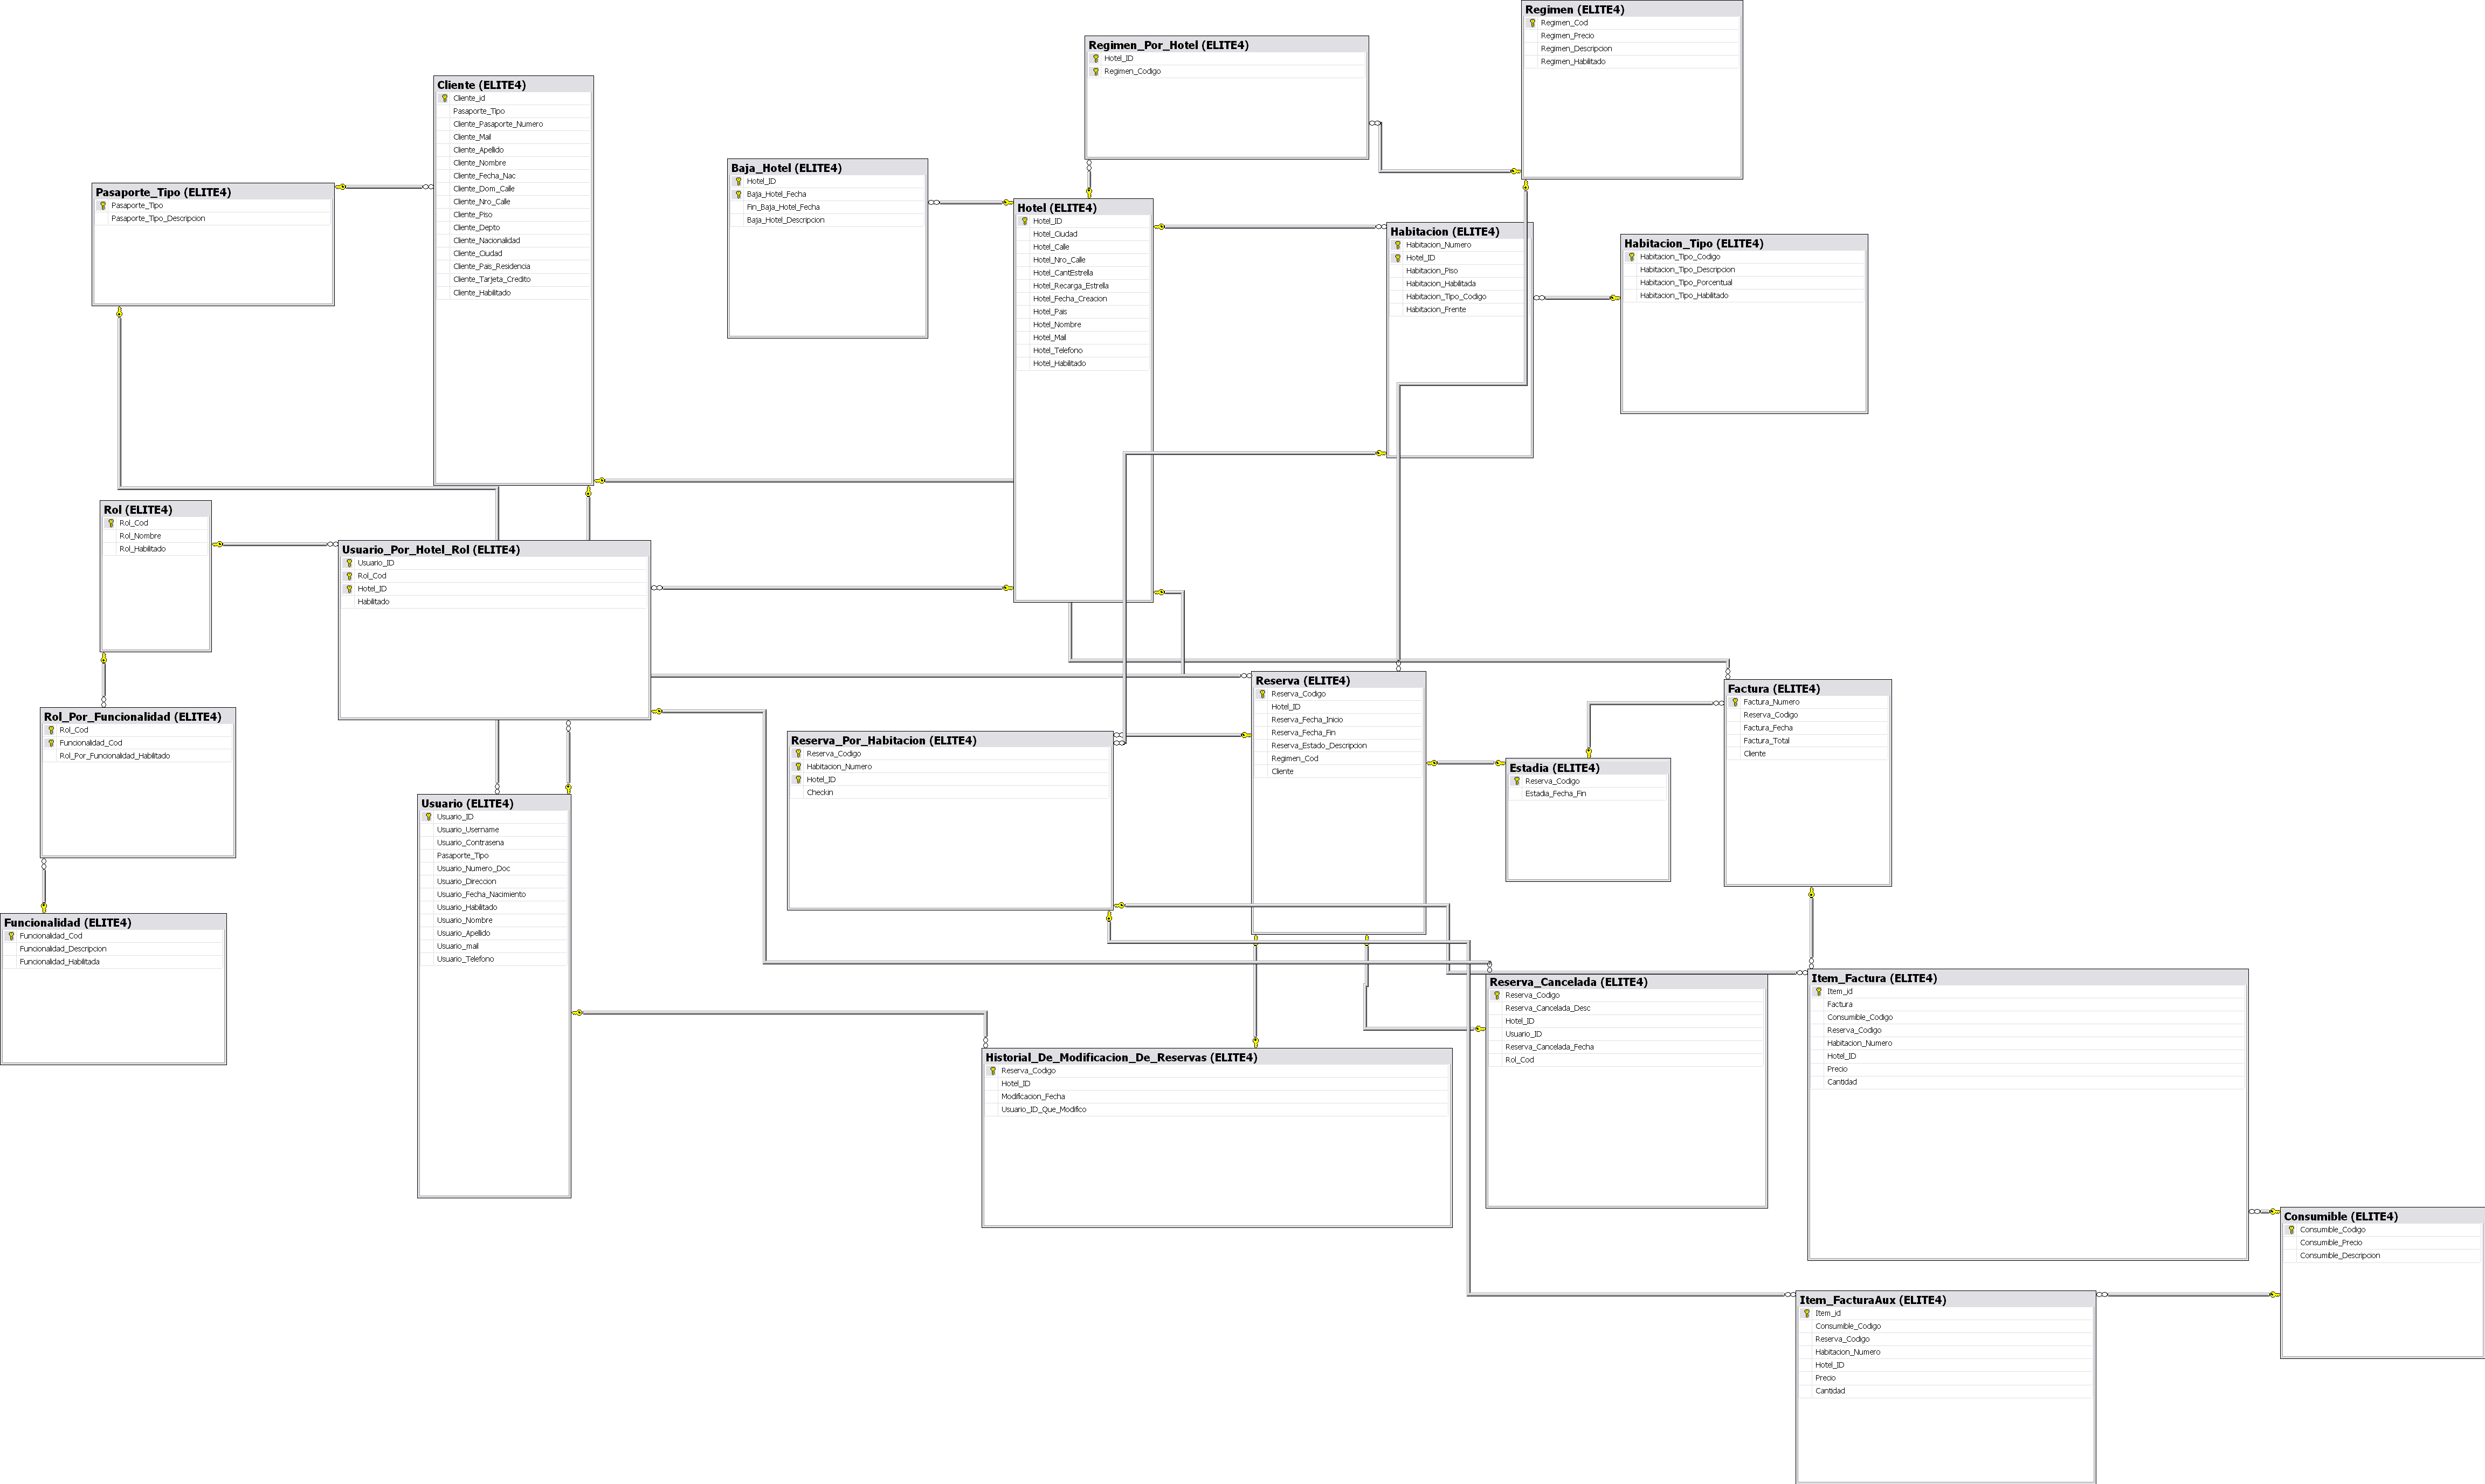 Regimen (ELITE4)
Regimen_Cod
Regimen_Precio
Regimen_Descripcion
Regimen_Habilitado
Regimen_Por_Hotel (ELITE4)
Hotel_ID
Regimen_Codigo
Cliente (ELITE4)
Cliente_id
Pasaporte_Tipo
Cliente_Pasaporte_Numero
Cliente_Mail
Cliente_Apellido
Cliente_Nombre
Cliente_Fecha_Nac
Cliente_Dom_Calle
Cliente_Nro_Calle
Cliente_Piso
Cliente_Depto
Cliente_Nacionalidad
Cliente_Ciudad
Cliente_Pais_Residencia
Cliente_Tarjeta_Credito
Cliente_Habilitado
Baja_Hotel (ELITE4)
Hotel_ID
Baja_Hotel_Fecha
Fin_Baja_Hotel_Fecha
Baja_Hotel_Descripcion
Pasaporte_Tipo (ELITE4)
Pasaporte_Tipo
Pasaporte_Tipo_Descripcion
Hotel (ELITE4)
Hotel_ID
Hotel_Ciudad
Hotel_Calle
Hotel_Nro_Calle
Hotel_CantEstrella
Hotel_Recarga_Estrella
Hotel_Fecha_Creacion
Hotel_Pais
Hotel_Nombre
Hotel_Mail
Hotel_Telefono
Hotel_Habilitado
Habitacion (ELITE4)
Habitacion_Numero
Hotel_ID
Habitacion_Piso
Habitacion_Habilitada
Habitacion_Tipo_Codigo
Habitacion_Frente
Habitacion_Tipo (ELITE4)
Habitacion_Tipo_Codigo
Habitacion_Tipo_Descripcion
Habitacion_Tipo_Porcentual
Habitacion_Tipo_Habilitado
Rol (ELITE4)
Rol_Cod
Rol_Nombre
Rol_Habilitado
Usuario_Por_Hotel_Rol (ELITE4)
Usuario_ID
Rol_Cod
Hotel_ID
Habilitado
Reserva (ELITE4)
Reserva_Codigo
Hotel_ID
Reserva_Fecha_Inicio
Reserva_Fecha_Fin
Reserva_Estado_Descripcion
Regimen_Cod
Cliente
Factura (ELITE4)
Factura_Numero
Reserva_Codigo
Factura_Fecha
Factura_Total
Cliente
Rol_Por_Funcionalidad (ELITE4)
Rol_Cod
Funcionalidad_Cod
Rol_Por_Funcionalidad_Habilitado
Reserva_Por_Habitacion (ELITE4)
Reserva_Codigo
Habitacion_Numero
Hotel_ID
Checkin
Estadia (ELITE4)
Reserva_Codigo
Estadia_Fecha_Fin
Usuario (ELITE4)
Usuario_ID
Usuario_Username
Usuario_Contrasena
Pasaporte_Tipo
Usuario_Numero_Doc
Usuario_Direccion
Usuario_Fecha_Nacimiento
Usuario_Habilitado
Usuario_Nombre
Usuario_Apellido
Usuario_mail
Usuario_Telefono
Funcionalidad (ELITE4)
Funcionalidad_Cod
Funcionalidad_Descripcion
Funcionalidad_Habilitada
Reserva_Cancelada (ELITE4)
Reserva_Codigo
Reserva_Cancelada_Desc
Hotel_ID
Usuario_ID
Reserva_Cancelada_Fecha
Rol_Cod
Item_Factura (ELITE4)
Item_id
Factura
Consumible_Codigo
Reserva_Codigo
Habitacion_Numero
Hotel_ID
Precio
Cantidad
Historial_De_Modificacion_De_Reservas (ELITE4)
Reserva_Codigo
Hotel_ID
Modificacion_Fecha
Usuario_ID_Que_Modifico
Consumible (ELITE4)
Consumible_Codigo
Consumible_Precio
Consumible_Descripcion
Item_FacturaAux (ELITE4)
Item_id
Consumible_Codigo
Reserva_Codigo
Habitacion_Numero
Hotel_ID
Precio
Cantidad